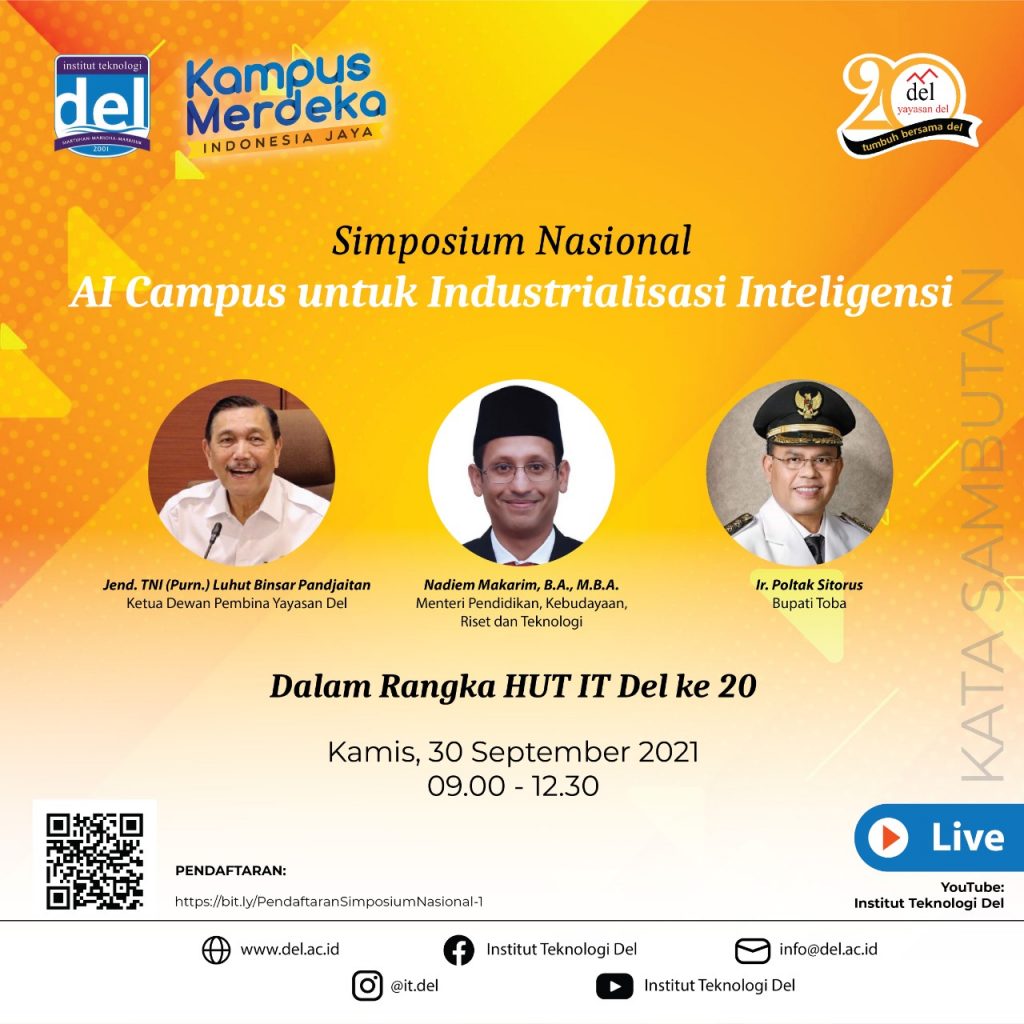 institut teknologi
del
MARTUHAN-MARROHA-MARBISUK
2001
Kampus
Merdeka
INDONESIA JAYA
20
del
yayasan del
tumbuh bersama del
Simposium Nasional
AI Campus untuk Industrialisasi Inteligensi
KATA SAMBUTAN
Jend. TNI (Purn.) Luhut Binsar Pandjaitan
Ketua Dewan Pembina Yayasan Del
Nadiem Makarim, B.A., M.B.A.
Menteri Pendidikan, Kebudayaan,
Riset dan Teknologi
Ir. Poltak Sitorus
Bupati Toba
Dalam Rangka HUT IT Del ke 20
Kamis, 30 September 2021
09.00 - 12.30
PENDAFTARAN:
https://bit.ly/PendaftaranSimposiumNasional-1
Live
YouTube:
Institut Teknologi Del
www.del.ac.id
Institut Teknologi Del
info@del.ac.id
@it.del
Institut Teknologi Del